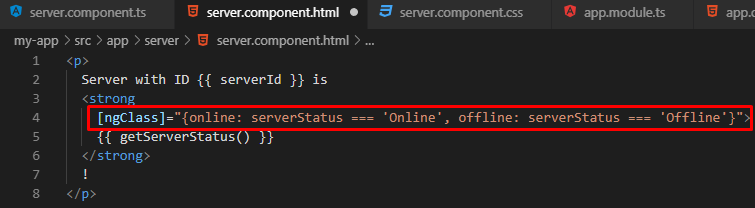 server.component.ts
server.component.html
server.component.css
app.module.ts
my-app > src > app > server > server.component.html > ...
1 <p>
2 Server with ID {{ serverId }} is
3 <strong
4 [ngClass]="{online: serverStatus === 'Online', offline: serverStatus === 'Offline'}">
5 {{ getServerStatus() }}
6 </strong>
7 !
8 </p>